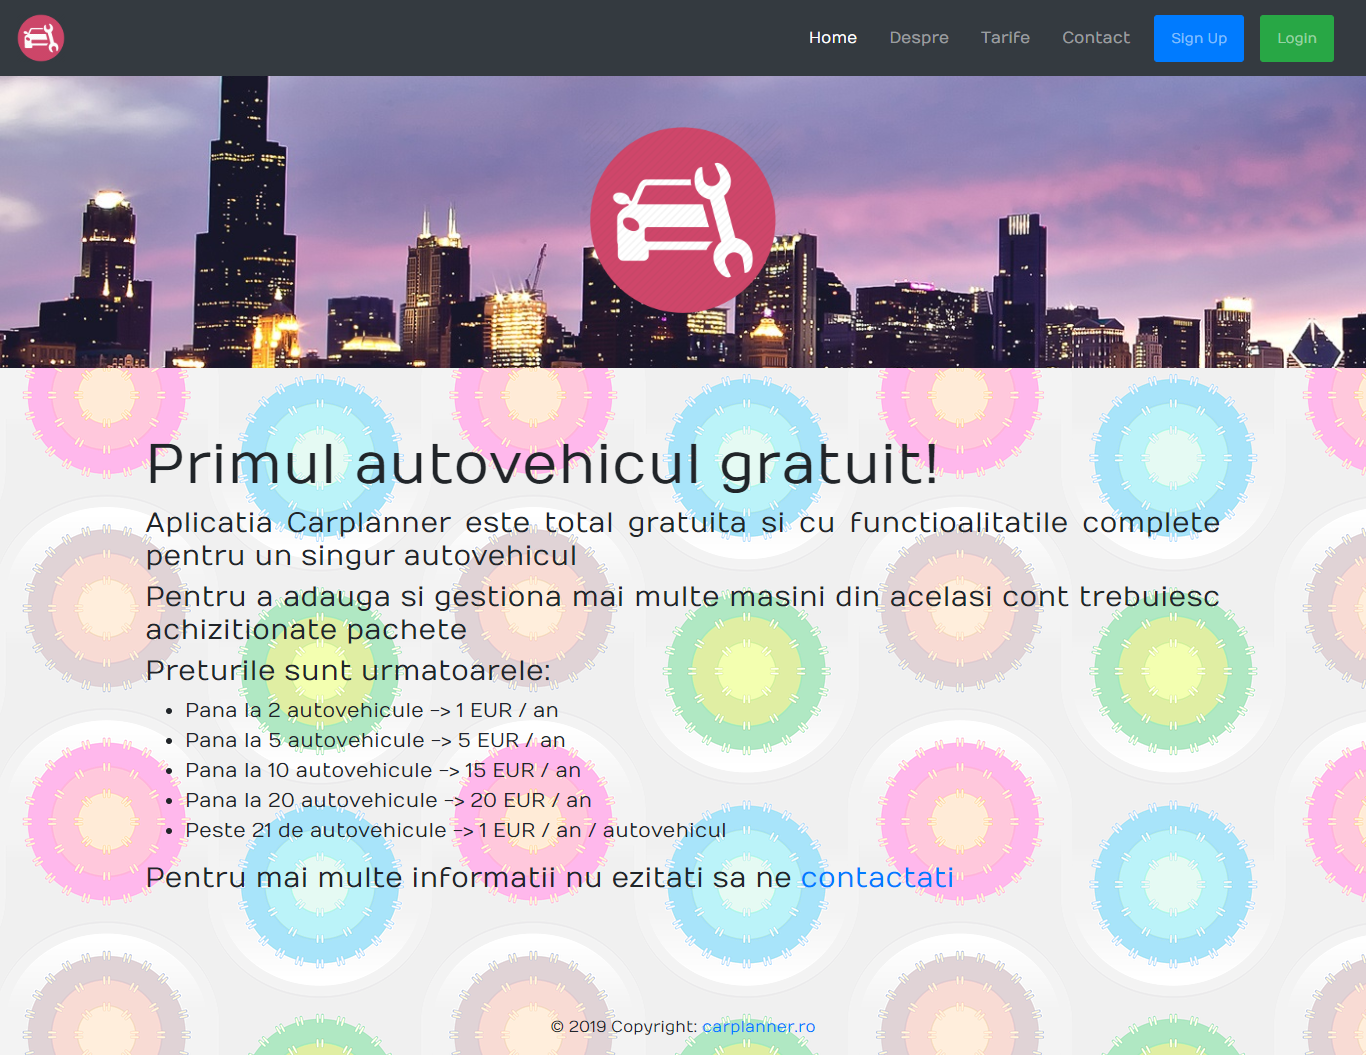 Home Despre Tarife Contact Sign Up Login
Primul autovehicul gratuit!
Aplicatia Carplanner este total gratuita si cu functioalitatile complete
pentru un singur autovehicul
Pentru a adauga si gestiona mai multe masini din acelasi cont trebuiesc
achizitionate pachete
Preturile sunt urmatoarele:
• Pana la 2 autovehicule -> 1 EUR / an
• Pana la 5 autovehicule -> 5 EUR / an
• Pana la 10 autovehicule -> 15 EUR / an
• Pana la 20 autovehicule -> 20 EUR / an
• Peste 21 de autovehicule -> 1 EUR / an / autovehicul
Pentru mai multe informatii nu ezitati sa ne contactati
© 2019 Copyright: carplanner.ro